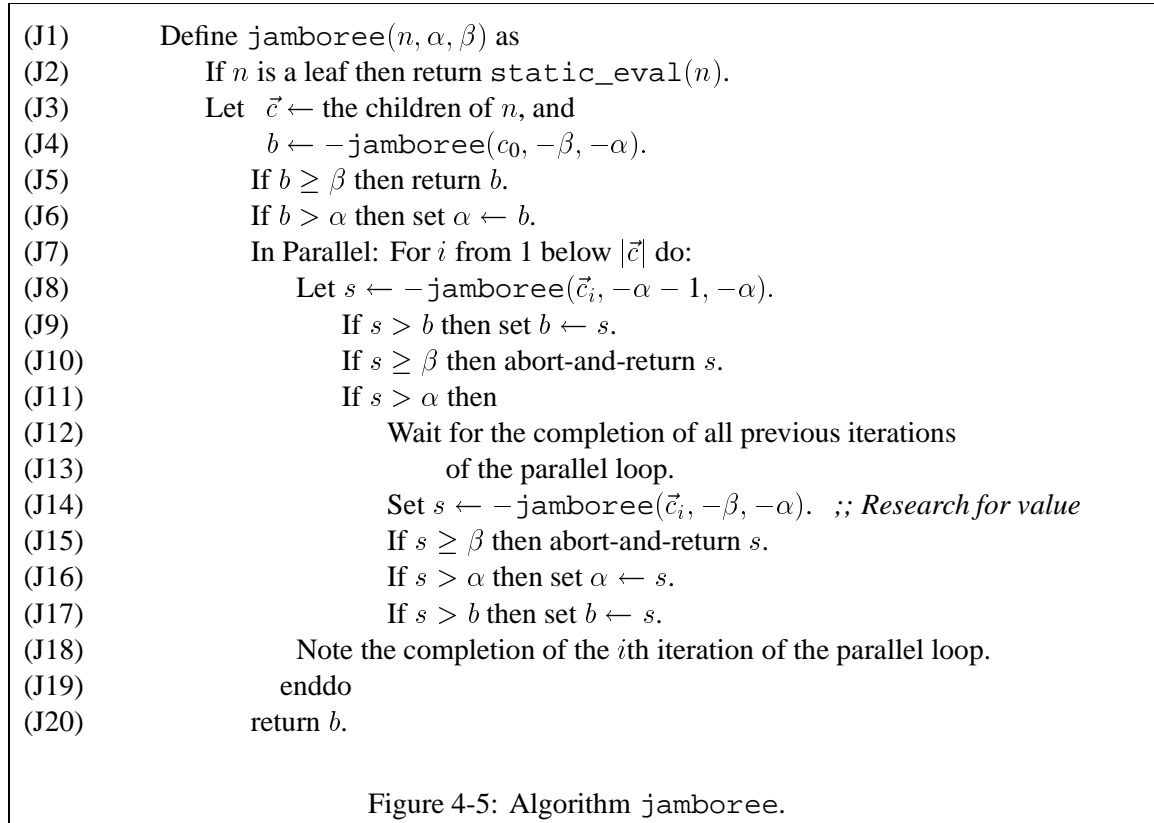 (J1) Define jamboree(n, α, β) as
(J2) If n is a leaf then return static_eval(n).
(J3) Let c⃗ ← the children of n, and
(J4) b ← −jamboree(c₀, −β, −α).
(J5) If b ≥ β then return b.
(J6) If b > α then set α ← b.
(J7) In Parallel: For i from 1 below |c⃗| do:
(J8) Let s ← −jamboree(c⃗ᵢ, −α − 1, −α).
(J9) If s > b then set b ← s.
(J10) If s ≥ β then abort-and-return s.
(J11) If s > α then
(J12) Wait for the completion of all previous iterations
(J13) of the parallel loop.
(J14) Set s ← −jamboree(c⃗ᵢ, −β, −α). ;; Research for value
(J15) If s ≥ β then abort-and-return s.
(J16) If s > α then set α ← s.
(J17) If s > b then set b ← s.
(J18) Note the completion of the ith iteration of the parallel loop.
(J19) enddo
(J20) return b.
Figure 4-5: Algorithm jamboree.